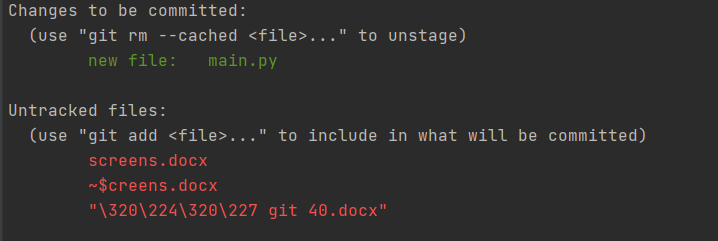 Changes to be committed:
(use "git rm --cached <file>..." to unstage)
new file:   main.py
Untracked files:
(use "git add <file>..." to include in what will be committed)
screens.docx
~$creens.docx
"\320\224\320\227 git 40.docx"